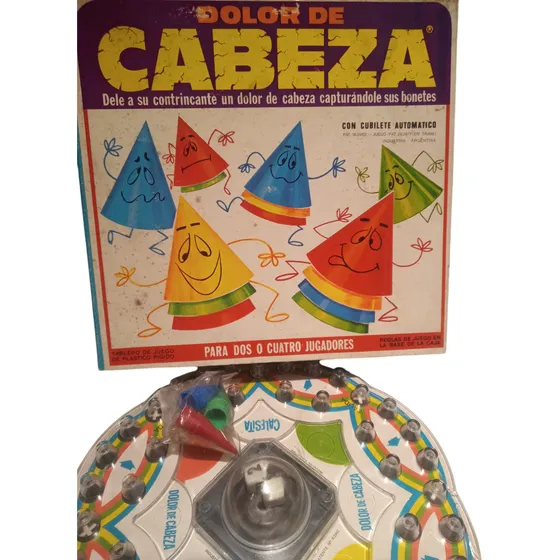 DOLOR DE
CABEZA®
Dele a su contrincante un dolor de cabeza capturándole sus bonetes
CON CUBILETE AUTOMATICO
INDUSTRIA ARGENTINA
TABLERO DE JUEGO
DE PLASTICO RIGIDO
PARA DOS O CUATRO JUGADORES
REGLAS DE JUEGO EN
LA BASE DE LA CAJA
CALESITA
DOLOR DE CABEZA
DOLOR DE CABEZA